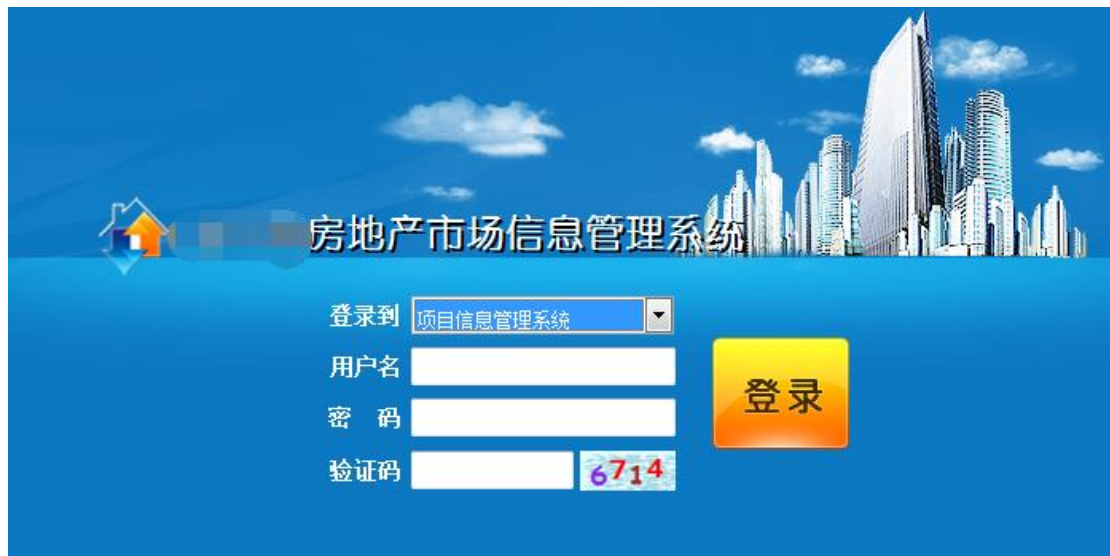 房地产市场信息管理系统
登录到 项目信息管理系统
用户名
密 码
登录
验证码 6714